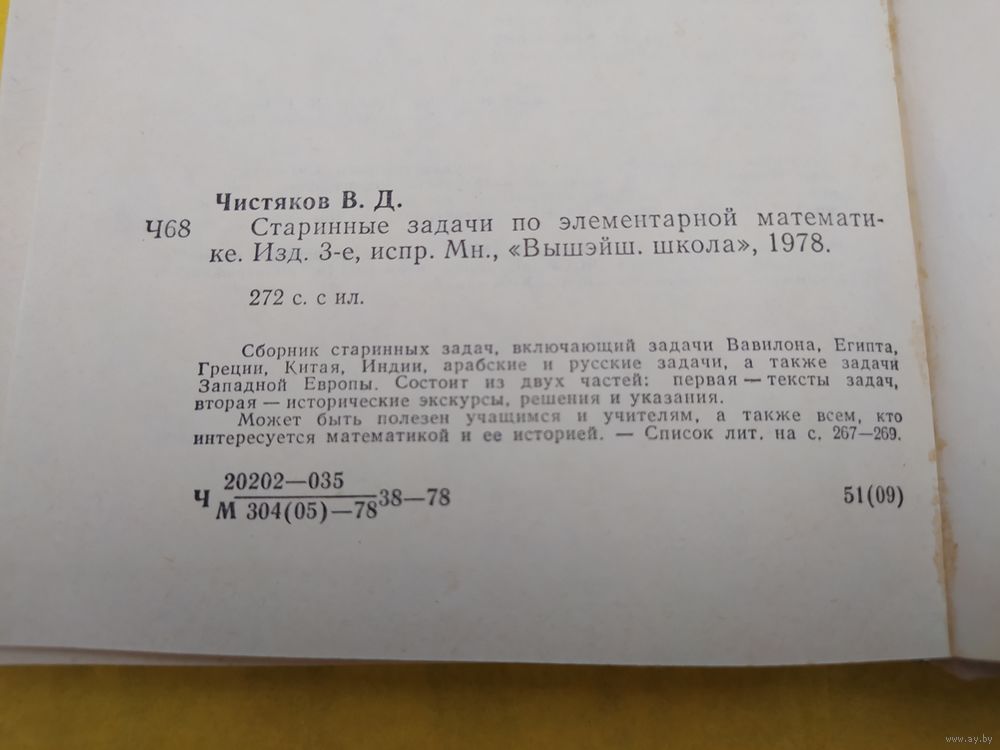 Чистяков В. Д.
Ч68 Старинные задачи по элементарной математи-
ке. Изд. 3-е, испр. Мн., «Вышэйш. школа», 1978.
272 с. с ил.
Сборник старинных задач, включающий задачи Вавилона, Египта,
Греции, Китая, Индии, арабские и русские задачи, а также задачи
Западной Европы. Состоит из двух частей: первая — тексты задач,
вторая — исторические экскурсы, решения и указания.
Может быть полезен учащимся и учителям, а также всем, кто
интересуется математикой и ее историей. — Список лит. на с. 267—269.
Ч 20202—035 38—78 51(09)
М 304(05)—78
www.ay.by